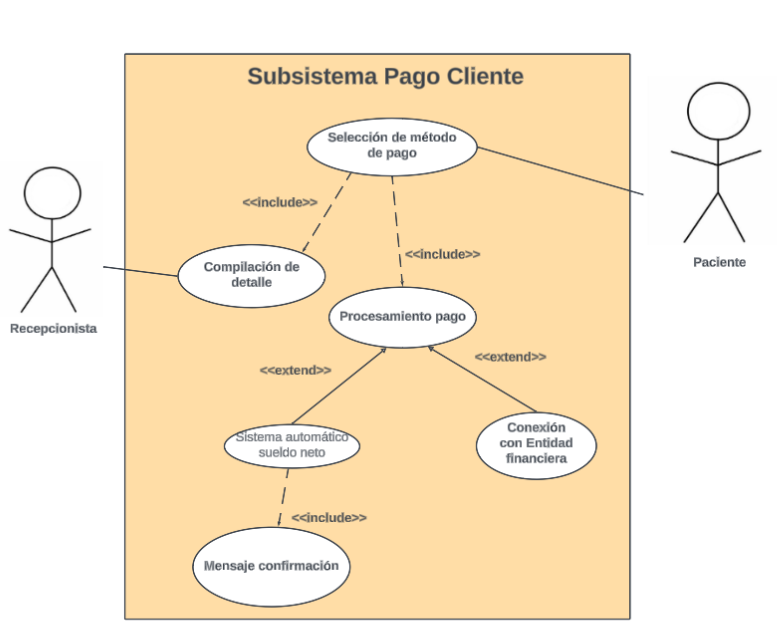 Subsistema Pago Cliente
Selección de método
de pago
<<include>>
<<include>>
Compilación de
detalle
Paciente
Procesamiento pago
Recepcionista
<<extend>>
<<extend>>
Sistema automático
sueldo neto
Conexión
con Entidad
financiera
<<include>>
Mensaje confirmación